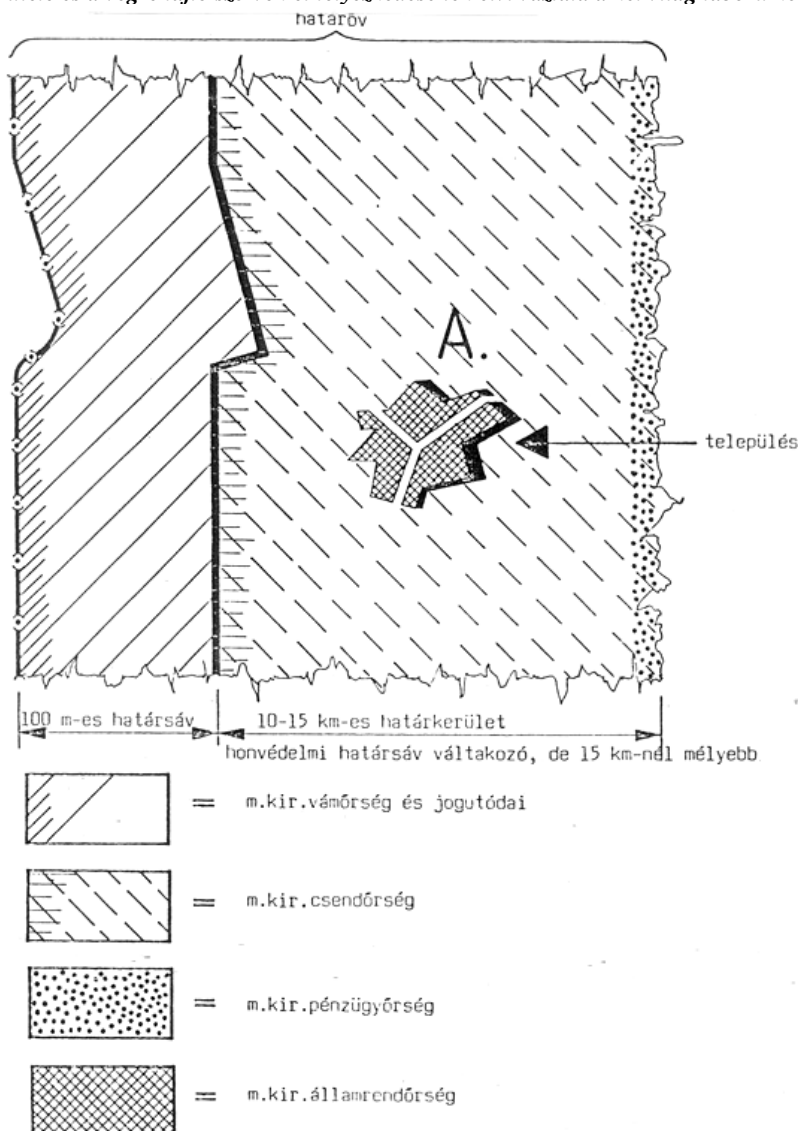 határöv
A.
település
100 m-es határsáv
10-15 km-es határkerület
honvédelmi határsáv váltakozó, de 15 km-nél mélyebb
= m.kir.vámőrség és jogutódai
= m.kir.csendőrség
= m.kir.pénzügyőrség
= m.kir.államrendőrség